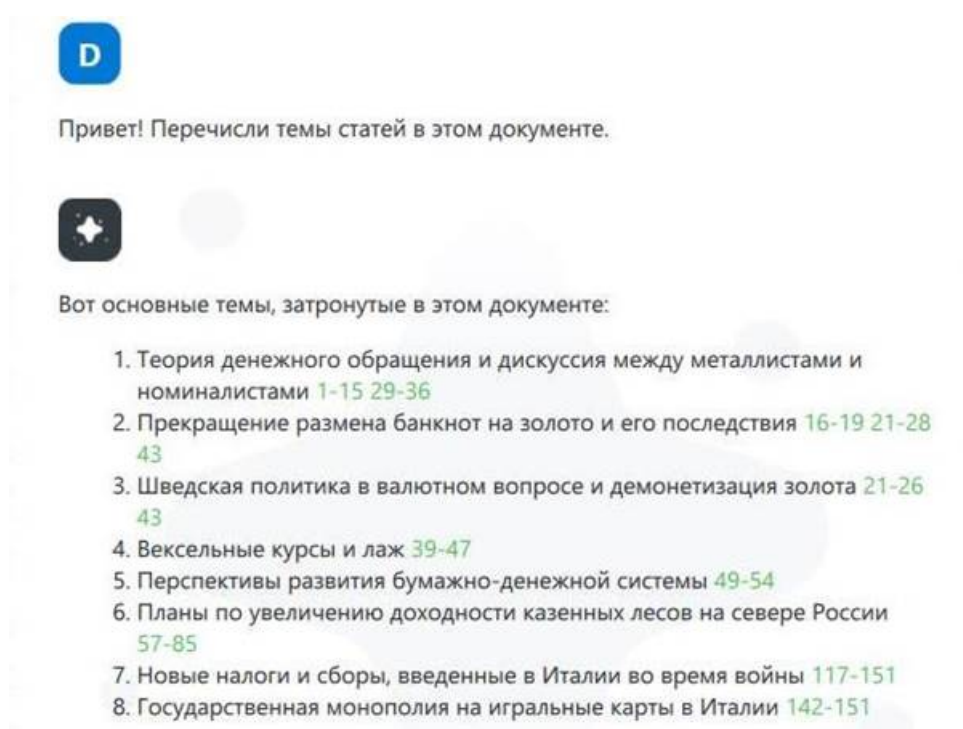 D
Привет! Перечисли темы статей в этом документе.
Вот основные темы, затронутые в этом документе:
1. Теория денежного обращения и дискуссия между металлистами и
номиналистами 1-15 29-36
2. Прекращение размена банкнот на золото и его последствия 16-19 21-28
43
3. Шведская политика в валютном вопросе и демонетизация золота 21-26
43
4. Вексельные курсы и лаж 39-47
5. Перспективы развития бумажно-денежной системы 49-54
6. Планы по увеличению доходности казенных лесов на севере России
57-85
7. Новые налоги и сборы, введенные в Италии во время войны 117-151
8. Государственная монополия на игральные карты в Италии 142-151